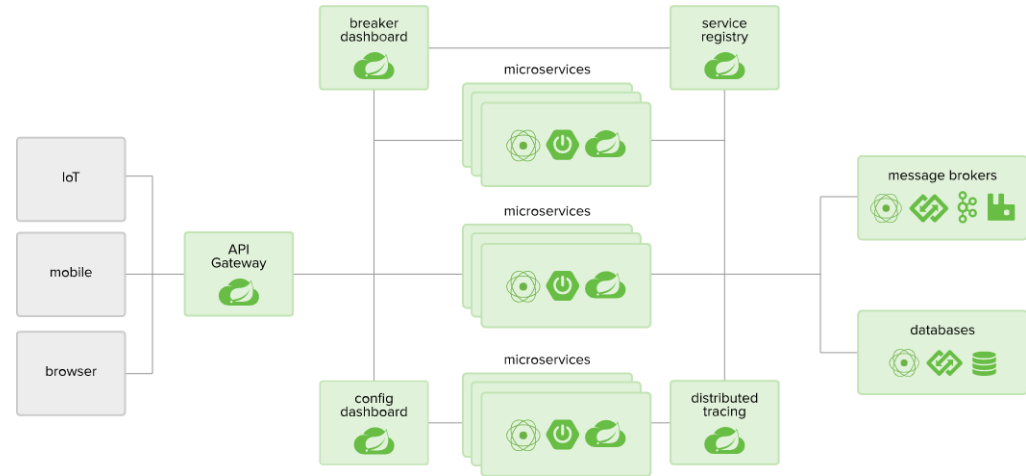 breaker
dashboard
service
registry
microservices
IoT
message brokers
microservices
API
Gateway
mobile
databases
microservices
browser
config
dashboard
distributed
tracing